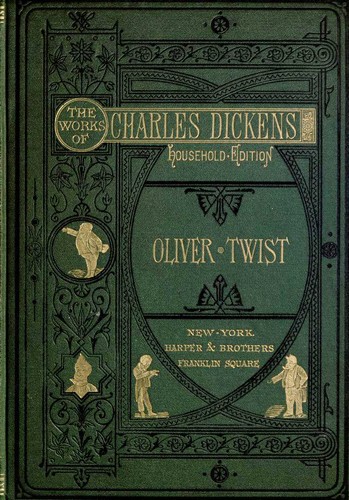 THE
WORKS
OF
CHARLES DICKENS
HOUSEHOLD·EDITION
OLIVER·TWIST
NEW-YORK.
HARPER & BROTHERS
FRANKLIN SQUARE